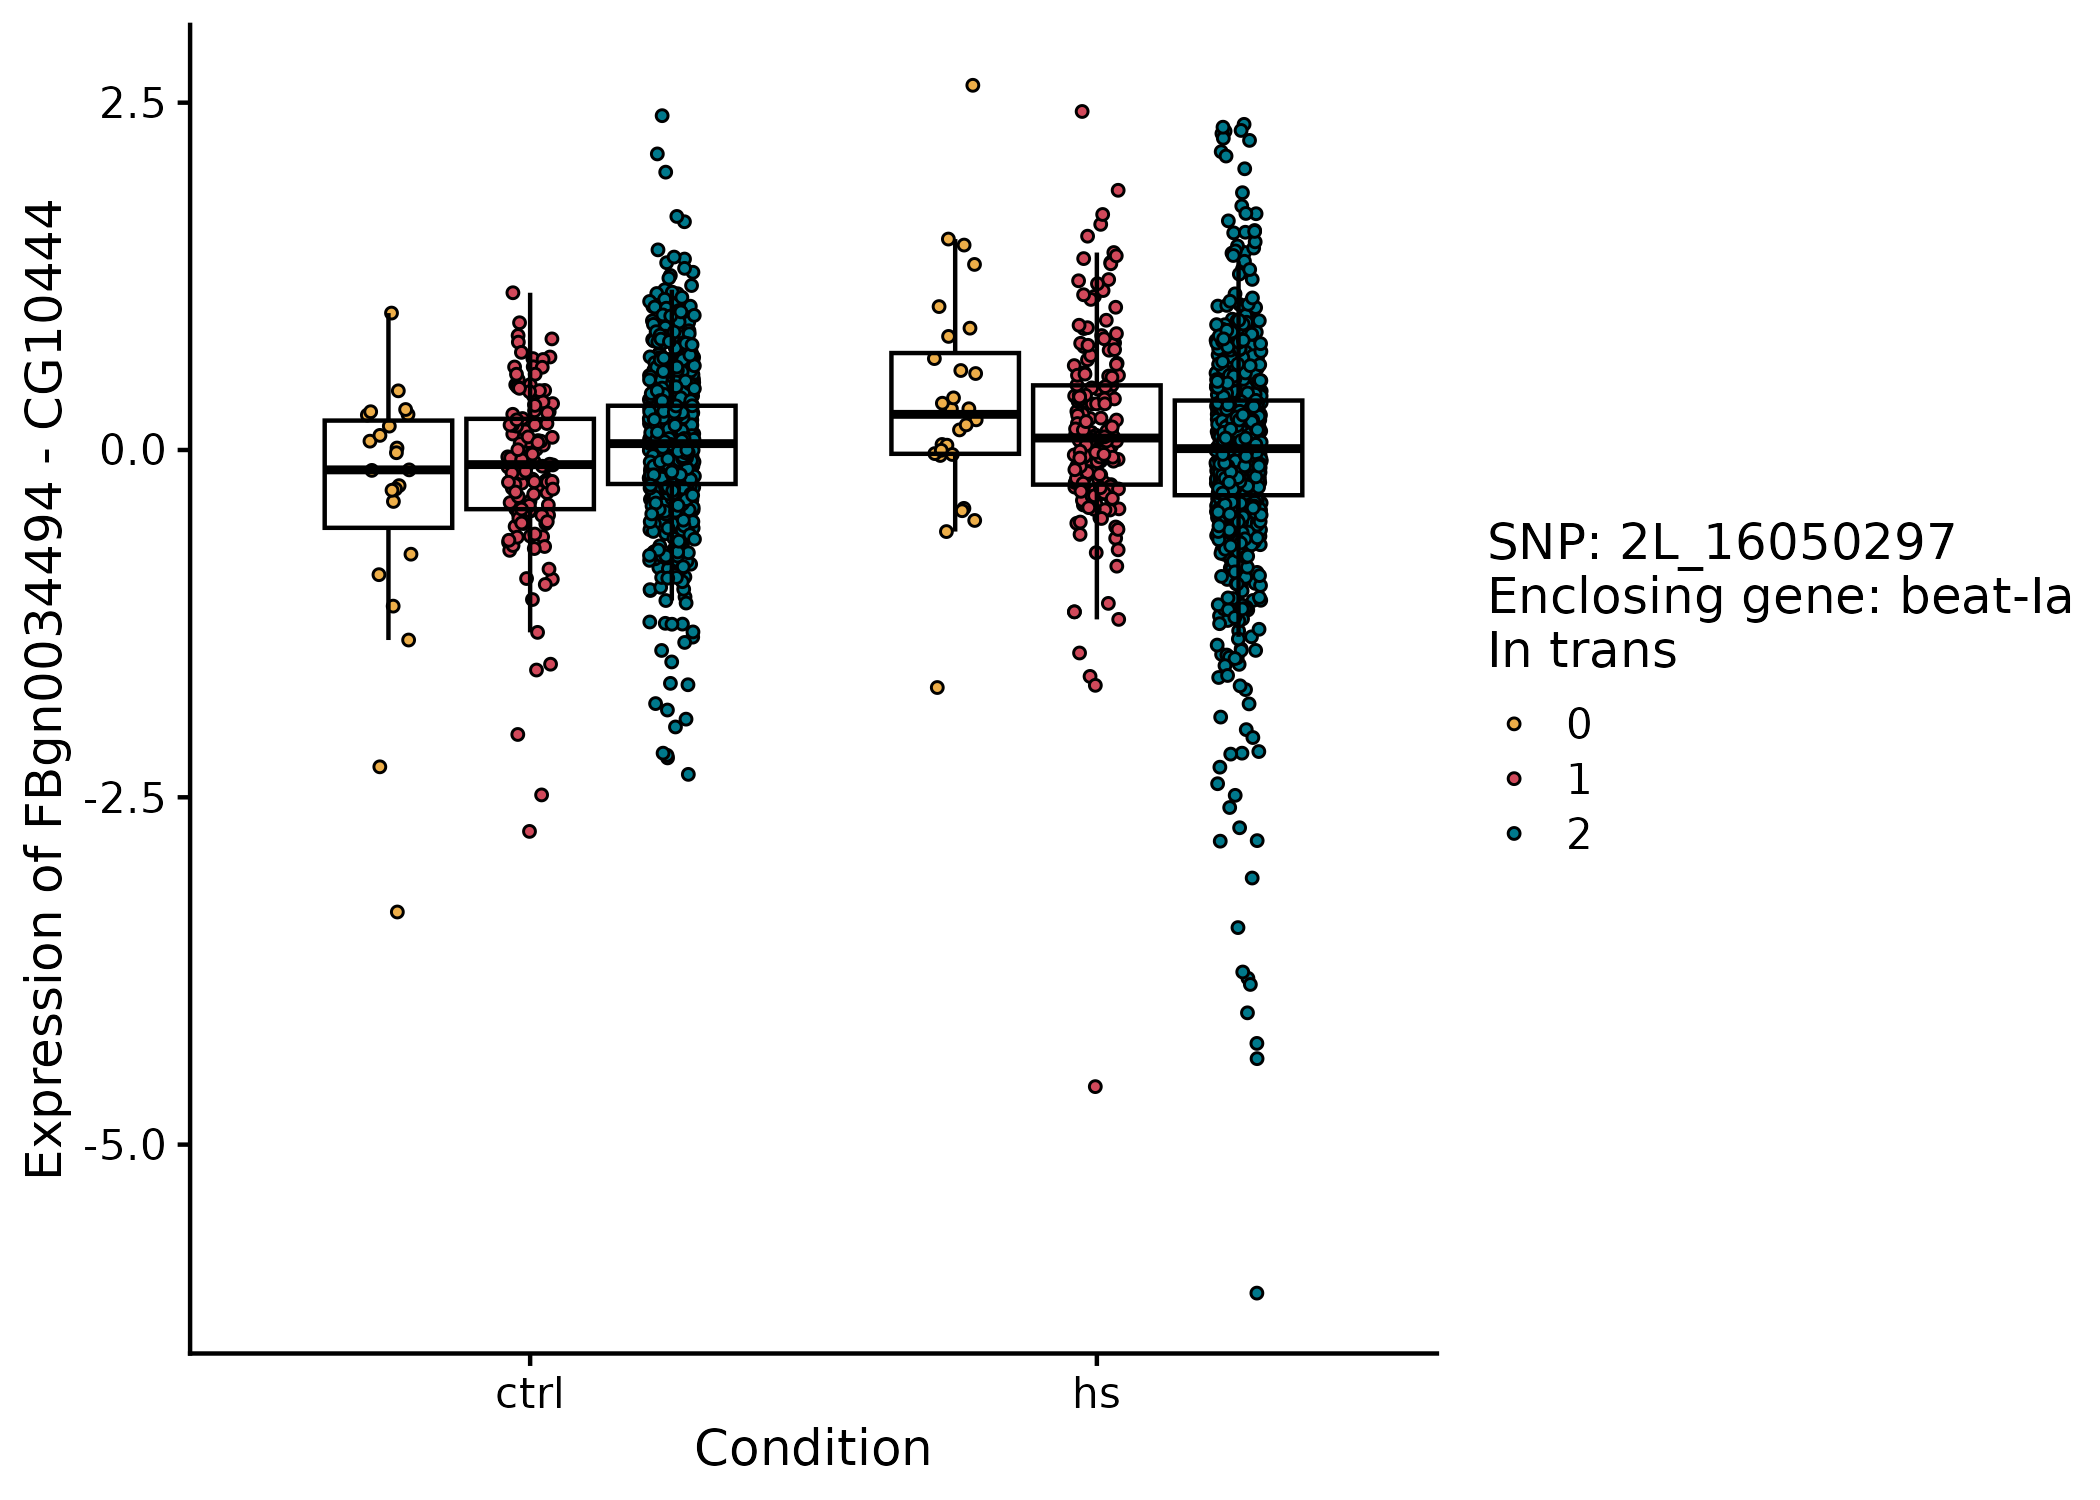 2.5
0.0
-2.5
-5.0
Expression of FBgn0034494 - CG10444
ctrl
hs
Condition
SNP: 2L_16050297
Enclosing gene: beat-Ia
In trans
0
1
2